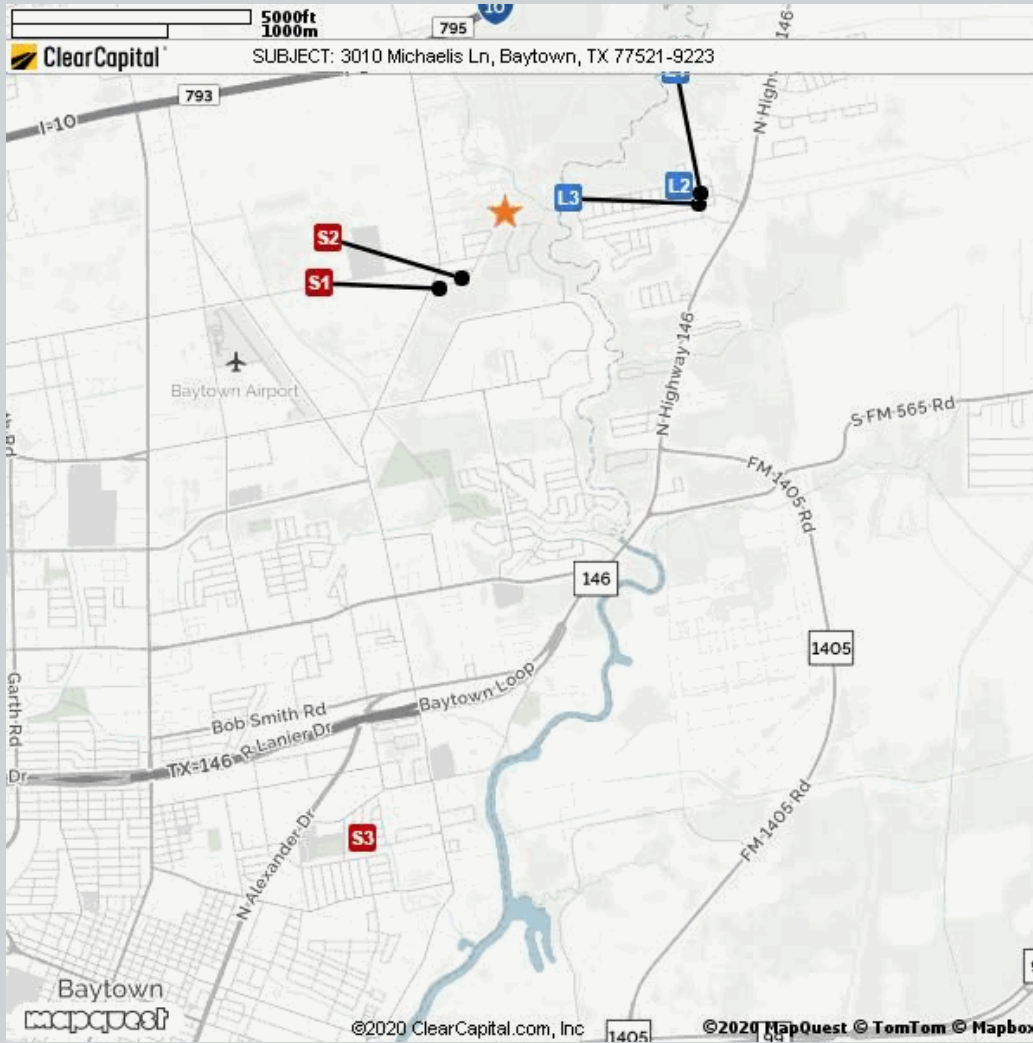 5000ft
1000m
10
795
146
ClearCapital
SUBJECT: 3010 Michaelis Ln, Baytown, TX 77521-9223
793
I-10
N High
L2
L3
S2
S1
Baytown Airport
N Highway 146
S FM 565 Rd
FM 1405 Rd
146
1405
Garth Rd
Baytown Loop
Bob Smith Rd
TX-146
R Lanier Dr
Dr
S3
N Alexander Dr
FM 1405 Rd
Baytown
mapquest
©2020 ClearCapital.com, Inc
1405
©2020 MapQuest © TomTom © Mapbox
99